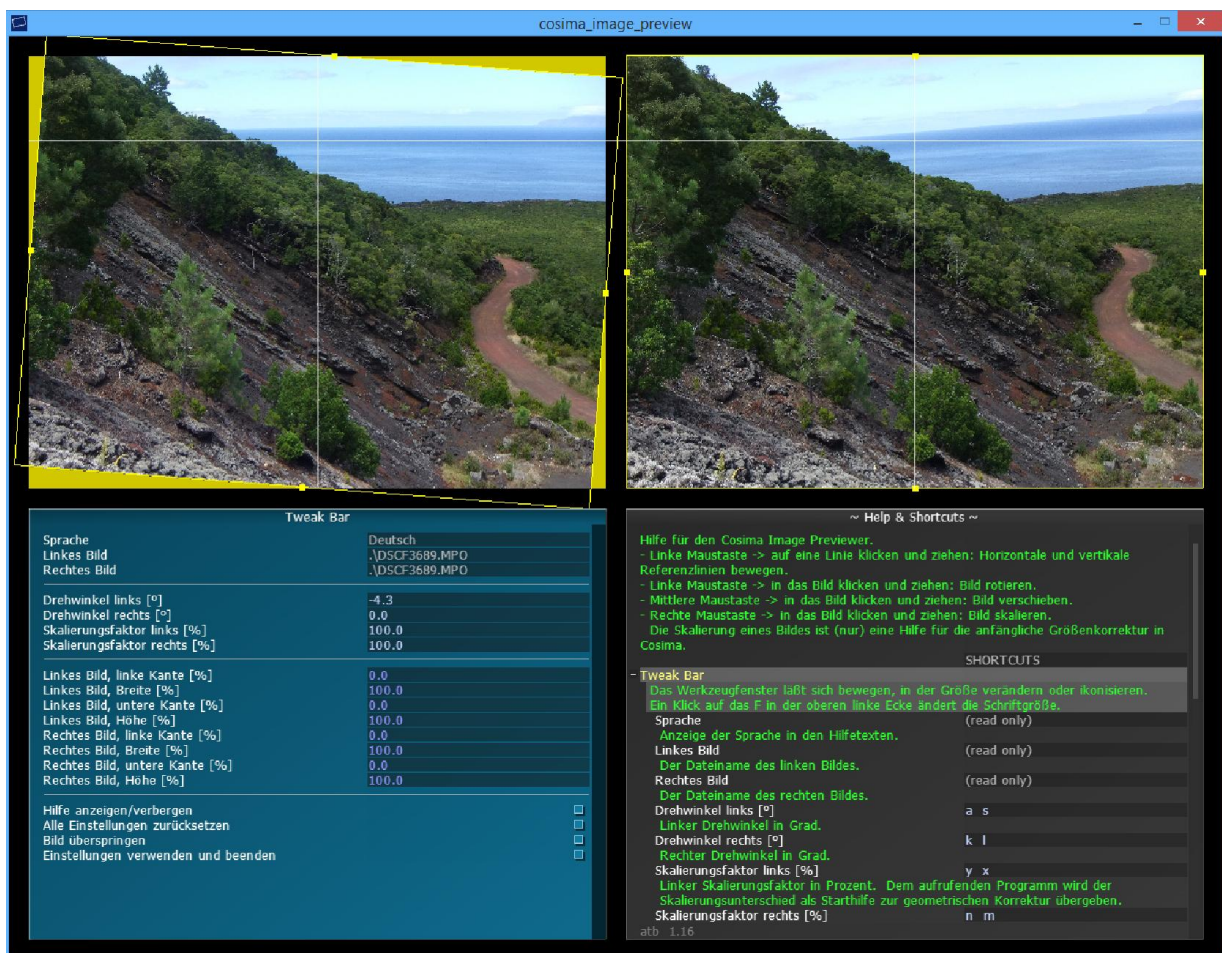 cosima_image_preview
Tweak Bar
Sprache Deutsch
Linkes Bild .\DSCF3689.MPO
Rechtes Bild .\DSCF3689.MPO
Drehwinkel links [º] -4.3
Drehwinkel rechts [º] 0.0
Skalierungsfaktor links [%] 100.0
Skalierungsfaktor rechts [%] 100.0
Linkes Bild, linke Kante [%] 0.0
Linkes Bild, Breite [%] 100.0
Linkes Bild, untere Kante [%] 0.0
Linkes Bild, Höhe [%] 100.0
Rechtes Bild, linke Kante [%] 0.0
Rechtes Bild, Breite [%] 100.0
Rechtes Bild, untere Kante [%] 0.0
Rechtes Bild, Höhe [%] 100.0
Hilfe anzeigen/verbergen
Alle Einstellungen zurücksetzen
Bild überspringen
Einstellungen verwenden und beenden
~ Help & Shortcuts ~
Hilfe für den Cosima Image Previewer.
- Linke Maustaste -> auf eine Linie klicken und ziehen: Horizontale und vertikale
Referenzlinien bewegen.
- Linke Maustaste -> in das Bild klicken und ziehen: Bild rotieren.
- Mittlere Maustaste -> in das Bild klicken und ziehen: Bild verschieben.
- Rechte Maustaste -> in das Bild klicken und ziehen: Bild skalieren.
Die Skalierung eines Bildes ist (nur) eine Hilfe für die anfängliche Größenkorrektur in
Cosima.
SHORTCUTS
- Tweak Bar
Das Werkzeugfenster läßt sich bewegen, in der Größe verändern oder ikonisieren.
Ein Klick auf das F in der oberen linke Ecke ändert die Schriftgröße.
Sprache (read only)
Anzeige der Sprache in den Hilfetexten.
Linkes Bild (read only)
Der Dateiname des linken Bildes.
Rechtes Bild (read only)
Der Dateiname des rechten Bildes.
Drehwinkel links [º] a s
Linker Drehwinkel in Grad.
Drehwinkel rechts [º] k l
Rechter Drehwinkel in Grad.
Skalierungsfaktor links [%] y x
Linker Skalierungsfaktor in Prozent. Dem aufrufenden Programm wird der
Skalierungsunterschied als Starthilfe zur geometrischen Korrektur übergeben.
Skalierungsfaktor rechts [%] n m
atb 1.16